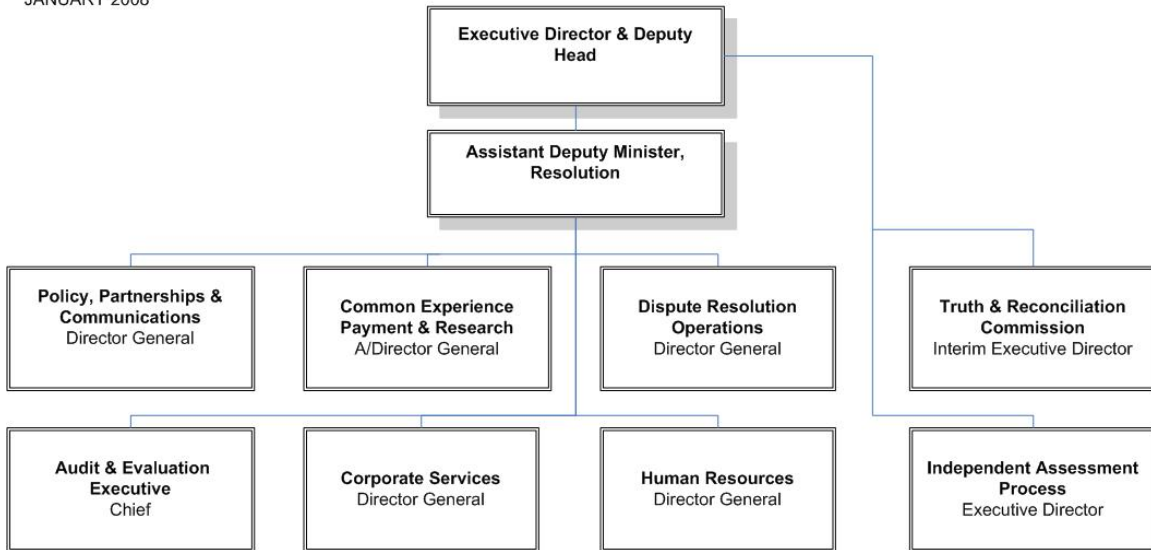 JANUARY 2008
Executive Director & Deputy
Head
Assistant Deputy Minister,
Resolution
Policy, Partnerships &
Communications
Director General
Common Experience
Payment & Research
A/Director General
Dispute Resolution
Operations
Director General
Truth & Reconciliation
Commission
Interim Executive Director
Audit & Evaluation
Executive
Chief
Corporate Services
Director General
Human Resources
Director General
Independent Assessment
Process
Executive Director